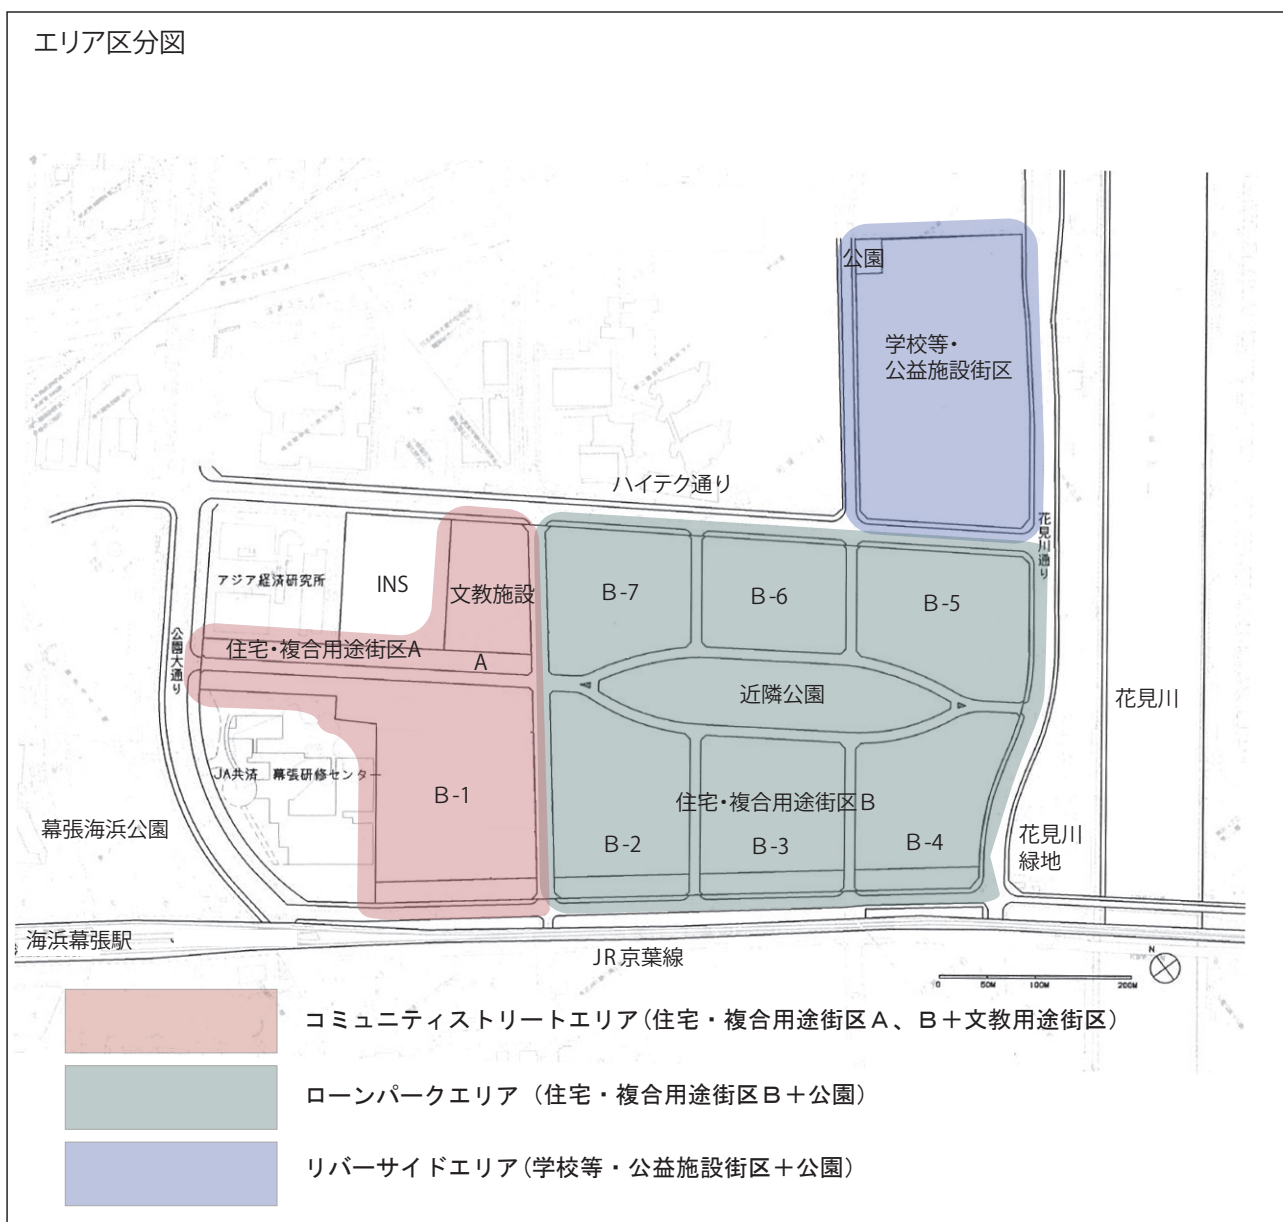 エリア区分図
公園
学校等・
公益施設街区
ハイテク通り
花見川通り
アジア経済研究所
INS
文教施設
B-7
B-6
B-5
公園大通り
住宅・複合用途街区A
A
近隣公園
花見川
JA共済 幕張研修センター
B-1
住宅・複合用途街区B
幕張海浜公園
B-2
B-3
B-4
花見川
緑地
海浜幕張駅
JR京葉線
N
0 50M 100M 200M
コミュニティストリートエリア(住宅・複合用途街区A、B+文教用途街区)
ローンパークエリア(住宅・複合用途街区B+公園)
リバーサイドエリア(学校等・公益施設街区+公園)